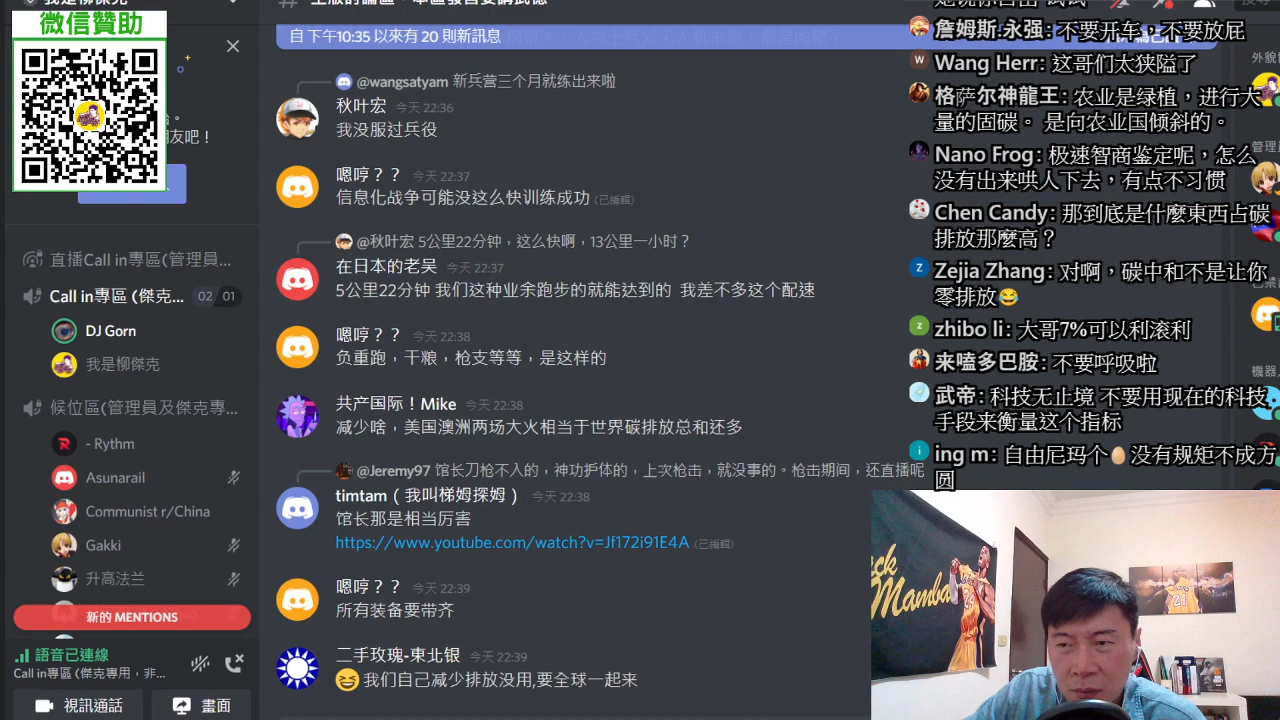 我是柳傑克
微信贊助
友吧！
直播Call in專區(管理員...
Call in專區 (傑克... 02 01
DJ Gorn
我是柳傑克
候位區(管理員及傑克專...
- Rythm
Asunarail
Communist r/China
Gakki
升高法兰
新的 MENTIONS
語音已連線
Call in專區 (傑克專用，非...
視訊通話
畫面
自 下午10:35 以來有 20 則新訊息
@wangsatyam 新兵营三个月就练出来啦
秋叶宏 今天 22:36
我没服过兵役
嗯哼？？ 今天 22:37
信息化战争可能没这么快训练成功 (已編輯)
@秋叶宏 5公里22分钟，这么快啊，13公里一小时？
在日本的老吴 今天 22:37
5公里22分钟 我们这种业余跑步的就能达到的 我差不多这个配速
嗯哼？？ 今天 22:38
负重跑，干粮，枪支等等，是这样的
共产国际！Mike 今天 22:38
减少啥，美国澳洲两场大火相当于世界碳排放总和还多
@Jeremy97 馆长刀枪不入的，神功护体的，上次枪击，就没事的。枪击期间，还直播呢
timtam（我叫梯姆探姆） 今天 22:38
馆长那是相当厉害
https://www.youtube.com/watch?v=Jf172i91E4A (已編輯)
嗯哼？？ 今天 22:39
所有装备要带齐
二手玫瑰-東北银 今天 22:39
😆我们自己减少排放没用,要全球一起来
詹姆斯.永强: 不要开车，不要放屁
Wang Herr: 这哥们太狭隘了
格萨尔神龍王: 农业是绿植，进行大
量的固碳。 是向农业国倾斜的。
Nano Frog: 极速智商鉴定呢，怎么
没有出来哄人下去，有点不习惯
Chen Candy: 那到底是什麼東西占碳
排放那麼高？
Zejia Zhang: 对啊，碳中和不是让你
零排放😂
zhibo li: 大哥7%可以利滚利
来嗑多巴胺: 不要呼吸啦
武帝: 科技无止境 不要用现在的科技
手段来衡量这个指标
ing m: 自由尼玛个🥚没有规矩不成方
圆
外貌
管理員
機器人
Mamba
24